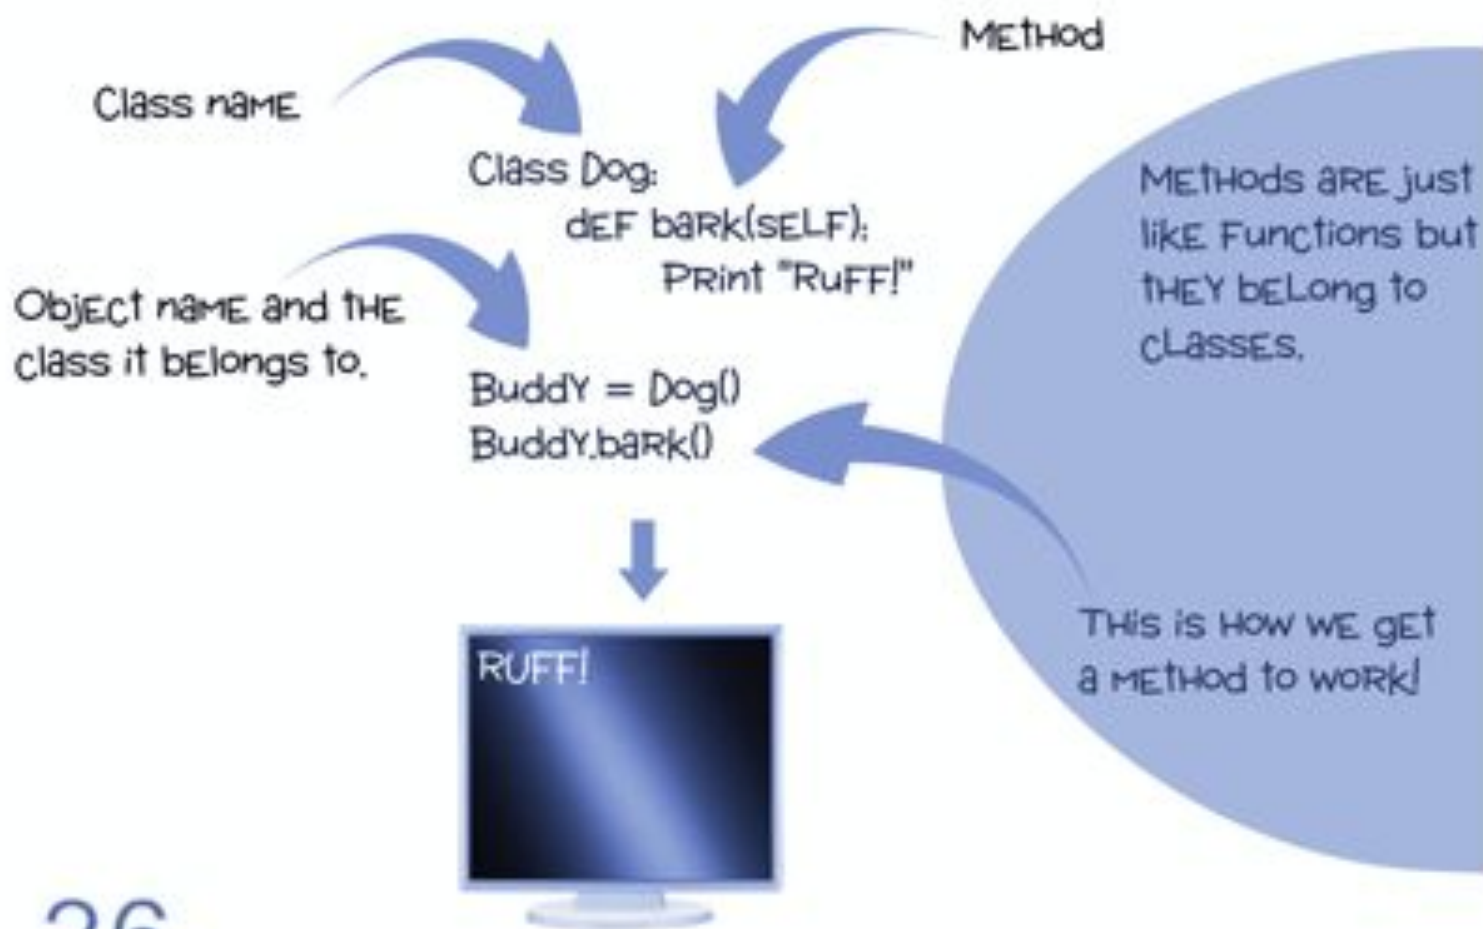 Method
Class name
Class Dog:
def bark(self):
Print "Ruff!"
Methods are just
like Functions but
they belong to
classes.
Object name and the
class it belongs to.
Buddy = Dog()
Buddy.bark()
RUFF!
This is how we get
a method to work!
36